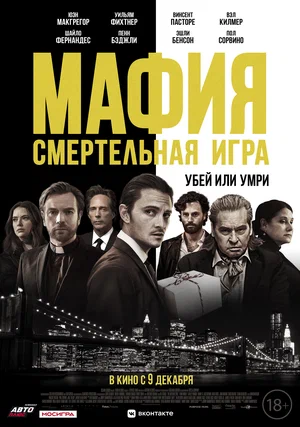 ЮЭН МАКГРЕГОР
УИЛЬЯМ ФИХТНЕР
ВИНСЕНТ ПАСТОРЕ
ВЭЛ КИЛМЕР
ШАЙЛО ФЕРНАНДЕС
ПЕНН БЭДЖЛИ
ЭШЛИ БЕНСОН
ПОЛ СОРВИНО
МАФИЯ
СМЕРТЕЛЬНАЯ ИГРА
УБЕЙ ИЛИ УМРИ
В КИНО С 9 ДЕКАБРЯ
АВТО
МОСИГРА
вконтакте
18+